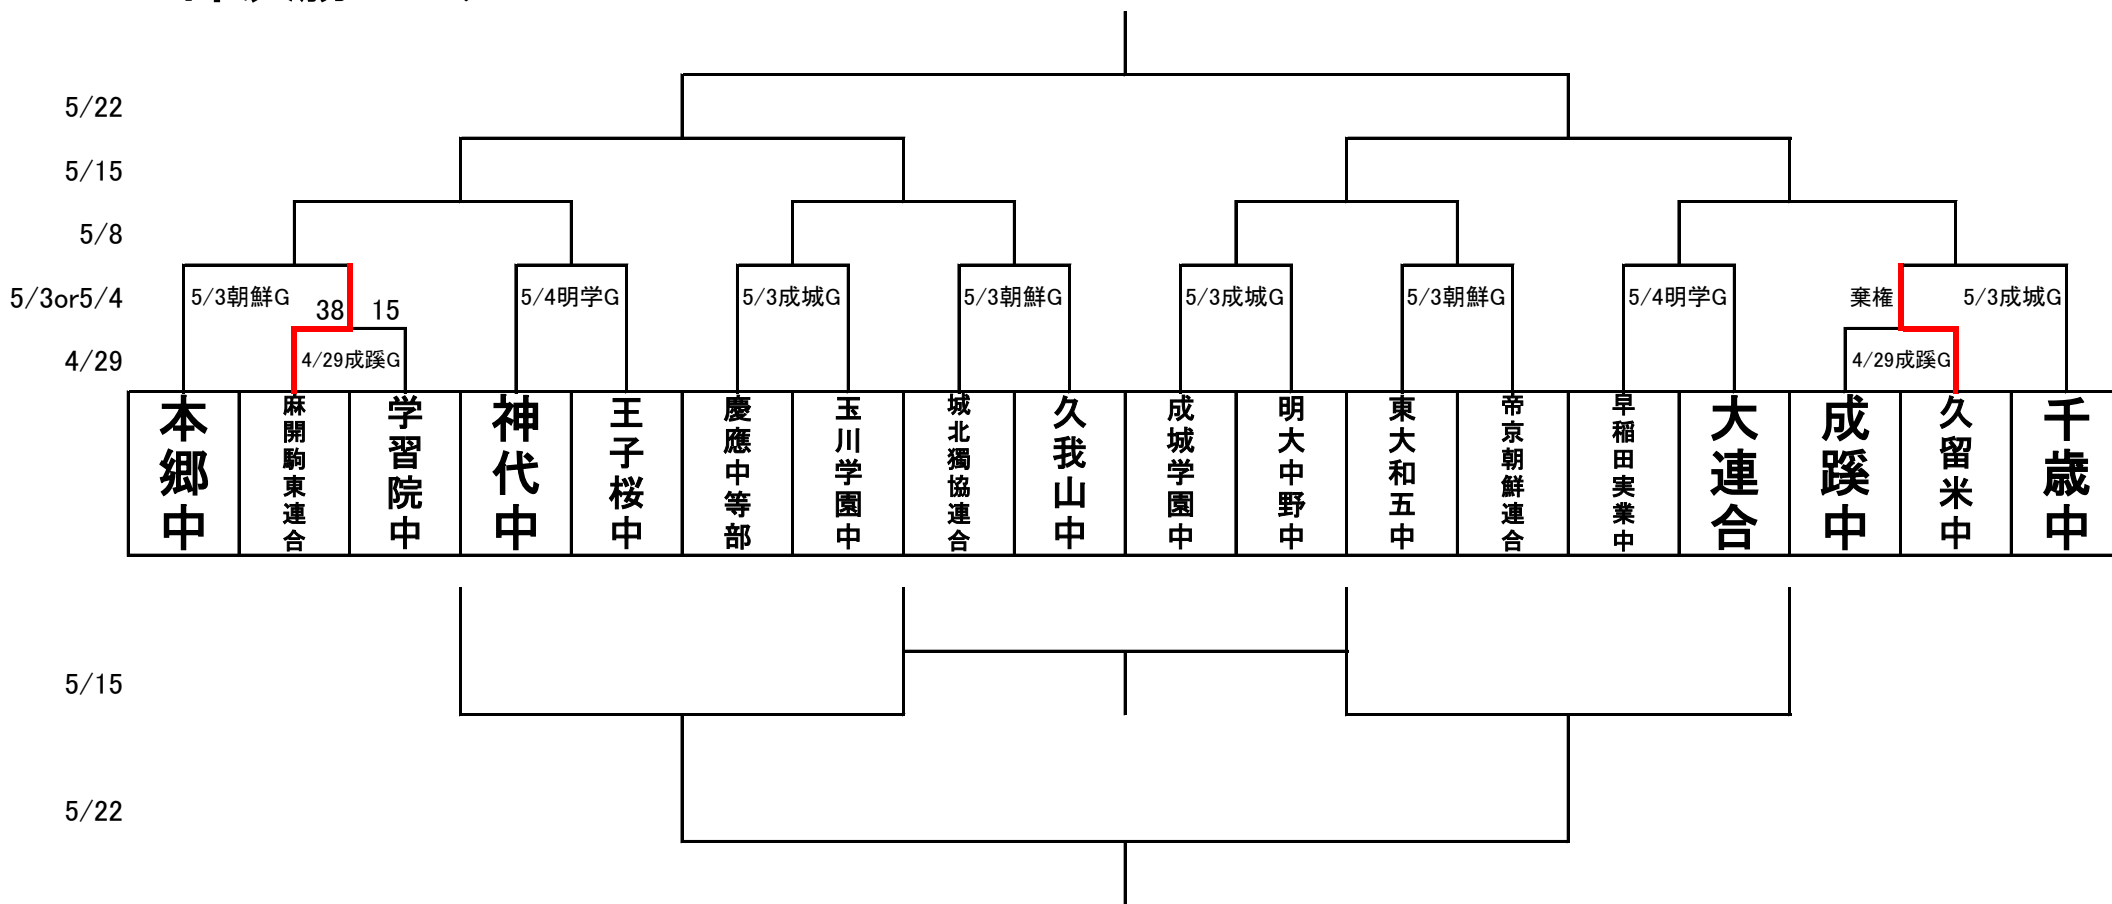 5/22
5/15
5/8
5/3or5/4
5/3朝鮮G
38 15
5/4明学G
5/3成城G
5/3朝鮮G
5/3成城G
5/3朝鮮G
5/4明学G
棄権
5/3成城G
4/29
4/29成蹊G
4/29成蹊G
本郷中
麻開駒東連合
学習院中
神代中
王子桜中
慶應中等部
玉川学園中
城北獨協連合
久我山中
成城学園中
明大中野中
東大和五中
帝京朝鮮連合
早稲田実業中
大連合
成蹊中
久留米中
千歳中
5/15
5/22